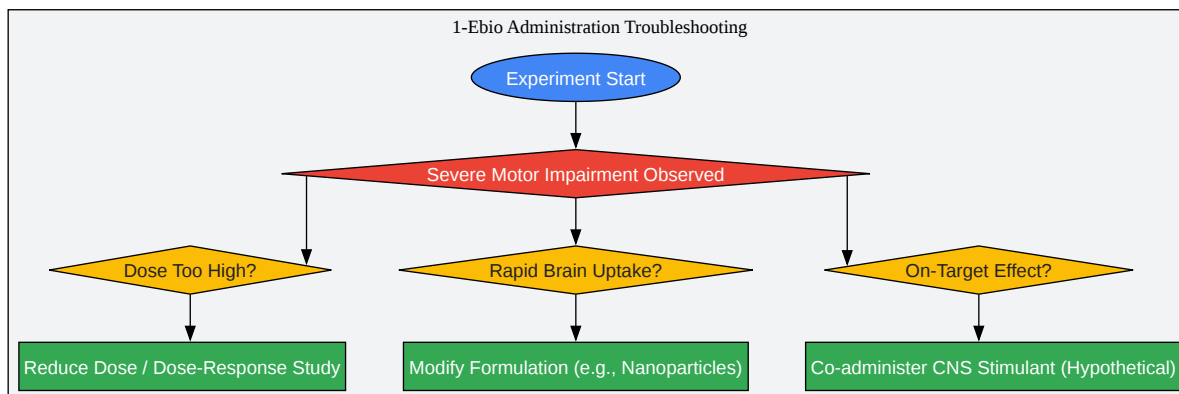 1-Ebio Administration Troubleshooting
Experiment Start
Severe Motor Impairment Observed
Dose Too High?
Rapid Brain Uptake?
On-Target Effect?
Reduce Dose / Dose-Response Study
Modify Formulation (e.g., Nanoparticles)
Co-administer CNS Stimulant (Hypothetical)